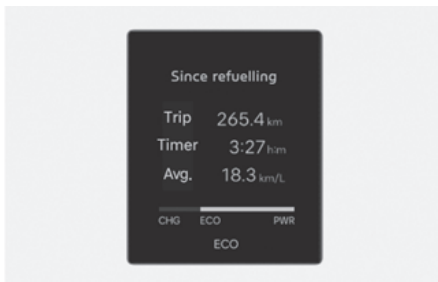 Since refuelling
Trip 265.4 km
Timer 3:27 h:m
Avg. 18.3 km/L
CHG ECO PWR
ECO